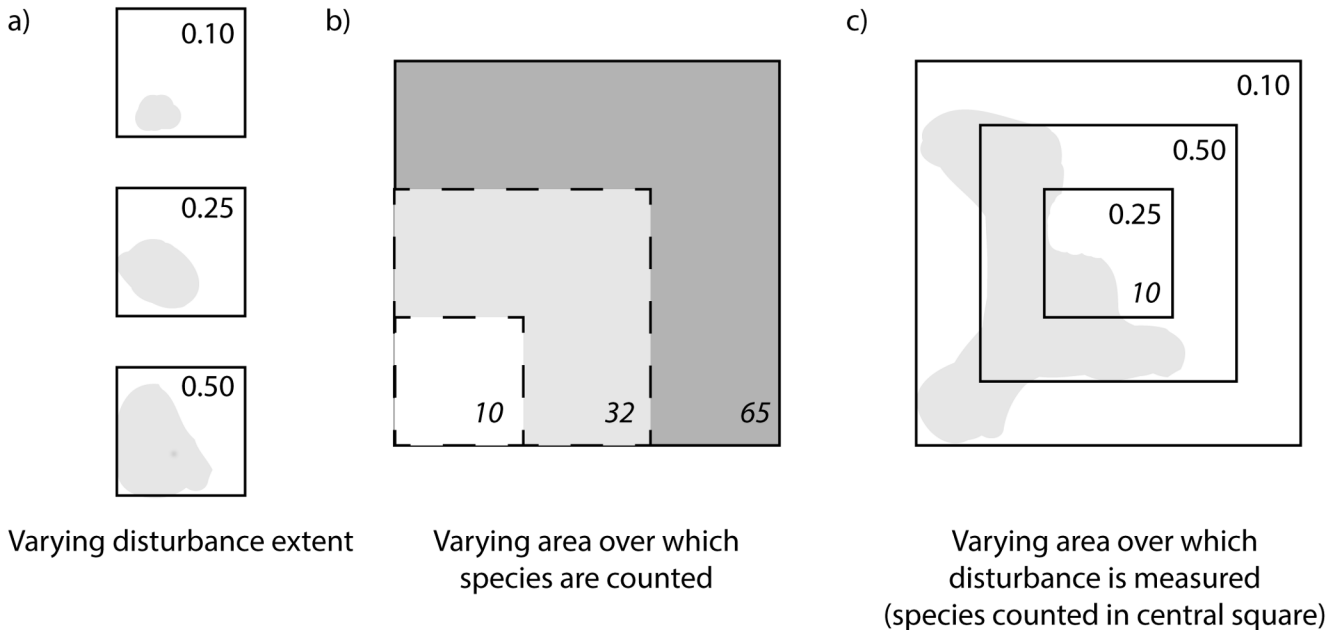 a)
0.10
0.25
0.50
Varying disturbance extent
b)
10
32
65
Varying area over which
species are counted
c)
0.10
0.50
0.25
10
Varying area over which
disturbance is measured
(species counted in central square)